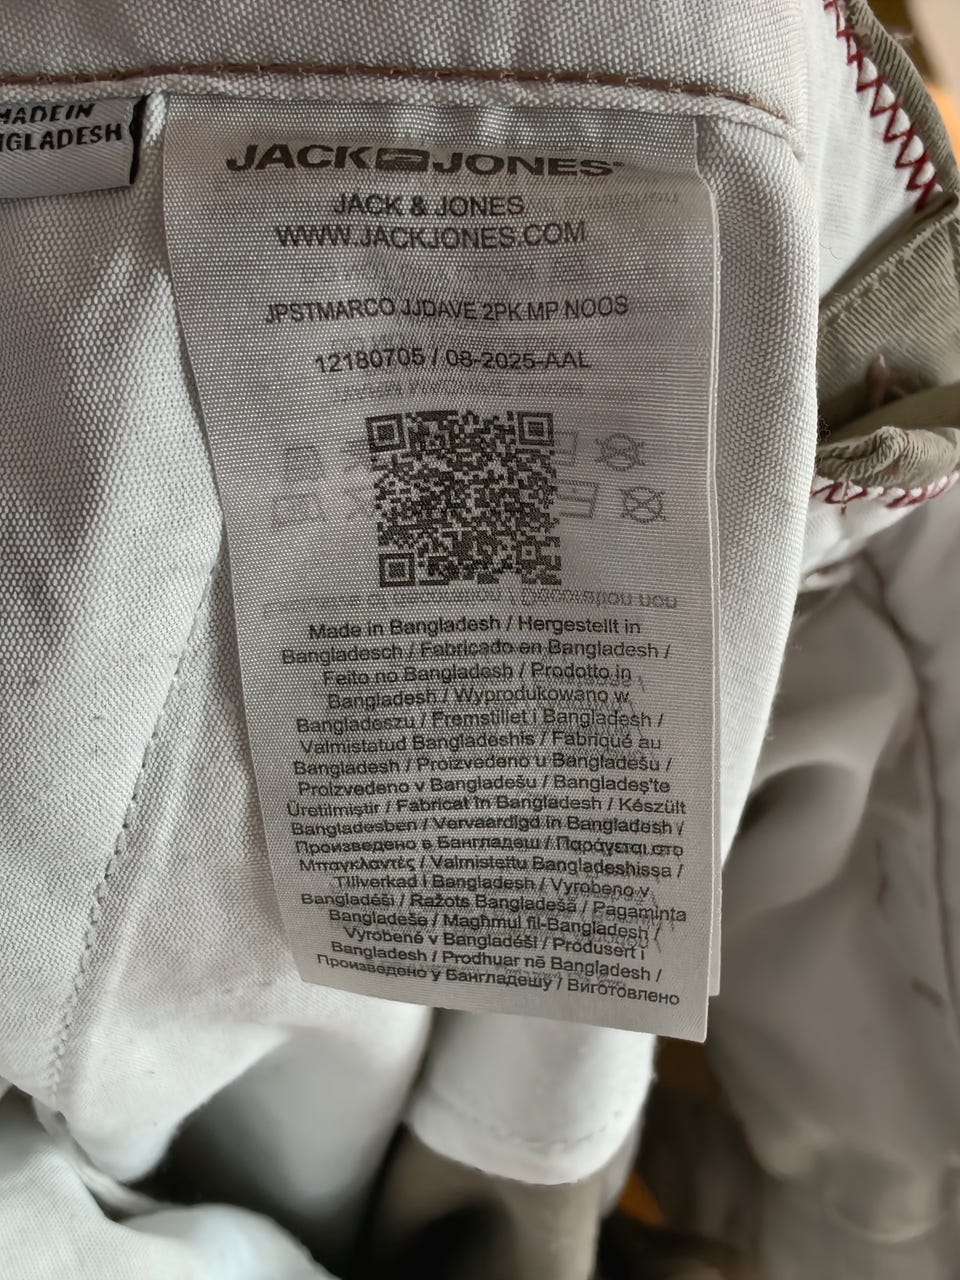 MADE IN
NGLADESH
JACK JONES
JACK & JONES
WWW.JACKJONES.COM
JPSTMARCO JJDAVE 2PK MP NOOS
12180705 / 08-2025-AAL
Made in Bangladesh / Hergestellt in
Bangladesch / Fabricado en Bangladesh /
Feito no Bangladesh / Prodotto in
Bangladesh / Wyprodukowano w
Bangladeszu / Fremstillet i Bangladesh /
Valmistatud Bangladeshis / Fabriqué au
Bangladesh / Proizvedeno u Bangladešu /
Proizvedeno v Bangladešu / Bangladeş'te
Üretilmiştir / Fabricat în Bangladesh / Készült
Bangladesben / Vervaardigd in Bangladesh /
Произведено в Бангладеш / Παράγεται στο
Μπαγκλαντές / Valmistettu Bangladeshissa /
Tillverkad i Bangladesh / Vyrobeno v
Bangladéši / Ražots Bangladešā / Pagaminta
Bangladeše / Magħmul fil-Bangladesh /
Vyrobené v Bangladéši / Produsert i
Bangladesh / Prodhuar në Bangladesh /
Произведено у Бангладешу / Виготовлено